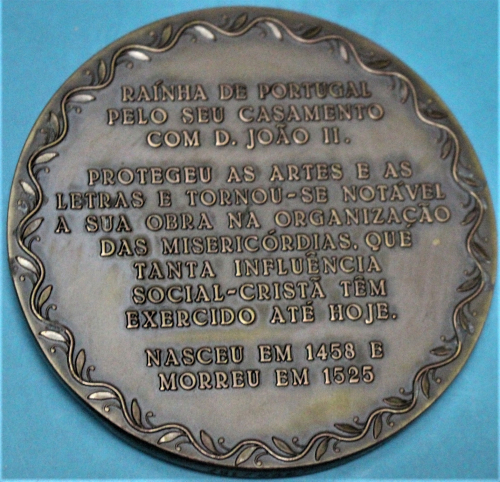 RAÍNHA DE PORTUGAL
PELO SEU CASAMENTO
COM D. JOÃO II.
PROTEGEU AS ARTES E AS
LETRAS E TORNOU-SE NOTÁVEL
A SUA OBRA NA ORGANIZAÇÃO
DAS MISERICÓRDIAS, QUE
TANTA INFLUÊNCIA
SOCIAL-CRISTÃ TÊM
EXERCIDO ATÉ HOJE.
NASCEU EM 1458 E
MORREU EM 1525